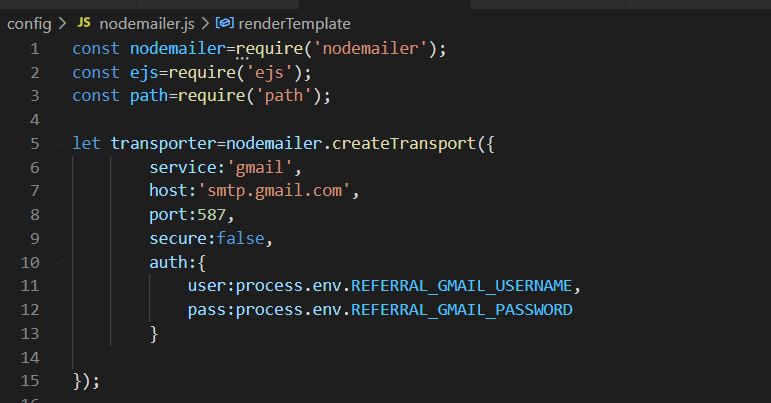 config > JS nodemailer.js > renderTemplate
1 const nodemailer=require('nodemailer');
2 const ejs=require('ejs');
3 const path=require('path');
4
5 let transporter=nodemailer.createTransport({
6 service:'gmail',
7 host:'smtp.gmail.com',
8 port:587,
9 secure:false,
10 auth:{
11 user:process.env.REFERRAL_GMAIL_USERNAME,
12 pass:process.env.REFERRAL_GMAIL_PASSWORD
13 }
14
15 });
16